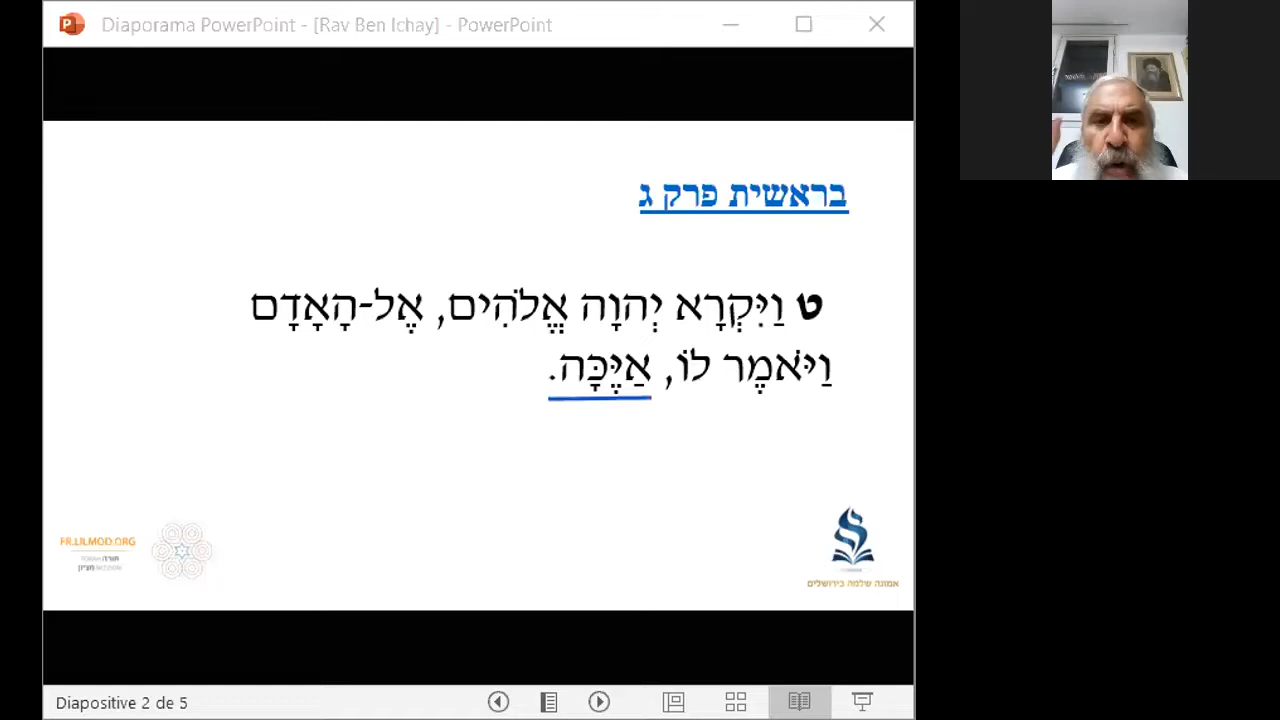 Diaporama PowerPoint - [Rav Ben Ichay] - PowerPoint
בראשית פרק ג
ט וַיִּקְרָא יְהוָה אֱלֹהִים, אֶל-הָאָדָם
וַיֹּאמֶר לוֹ, אַיֶּכָּה.
FR.LILMOD.ORG
אמונה שלמה בירושלים
Diapositive 2 de 5